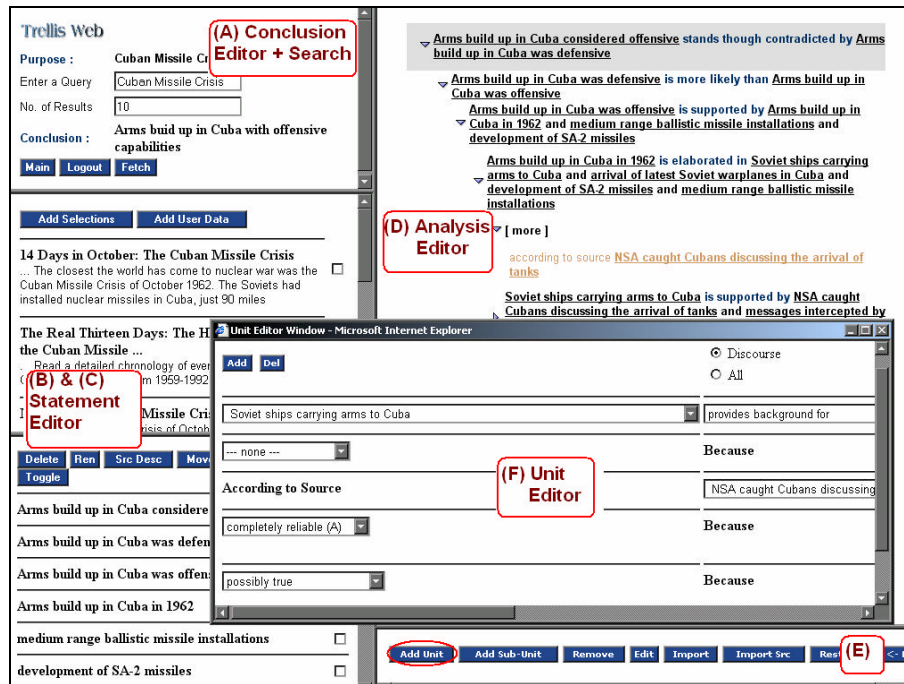 Trellis Web
(A) Conclusion
Editor + Search
Purpose :
Cuban Missile
Enter a Query
Cuban Missile Crisis
No. of Results
10
Conclusion :
Arms buid up in Cuba with offensive
capabilities
Main Logout Fetch
Add Selections Add User Data
14 Days in October: The Cuban Missile Crisis
... The closest the world has come to nuclear war was the
Cuban Missile Crisis of October 1962. The Soviets had
installed nuclear missiles in Cuba, just 90 miles
The Real Thirteen Days: The
the Cuban Missile ...
. Read a detailed chronology of
1959-1992
(B) & (C)
Statement
Editor
Missile
of
Delete Ren Src Desc
Toggle
Arms build up in Cuba
Arms build up in Cuba was
Arms build up in Cuba was
Arms build up in Cuba in 1962
medium range ballistic missile installations
development of SA-2 missiles
Arms build up in Cuba considered offensive stands though contradicted by Arms
build up in Cuba was defensive
Arms build up in Cuba was defensive is more likely than Arms build up in
Cuba was offensive
Arms build up in Cuba was offensive is supported by Arms build up in
Cuba in 1962 and medium range ballistic missile installations and
development of SA-2 missiles
Arms build up in Cuba in 1962 is elaborated in Soviet ships carrying
arms to Cuba and arrival of latest Soviet warplanes in Cuba and
development of SA-2 missiles and medium range ballistic missile
installations
(D) Analysis
Editor
[ more ]
according to source NSA caught Cubans discussing the arrival of
tanks
Soviet ships carrying arms to Cuba is supported by NSA caught
Cubans discussing the arrival of tanks and messages intercepted by
Unit Editor Window - Microsoft Internet Explorer
Add Del
Discourse
All
Soviet ships carrying arms to Cuba
provides background for
--- none ---
Because
(F) Unit
Editor
According to Source
NSA caught Cubans discussing
completely reliable (A)
Because
possibly true
Because
Add Unit Add Sub-Unit Remove Edit Import Import Src
(E)